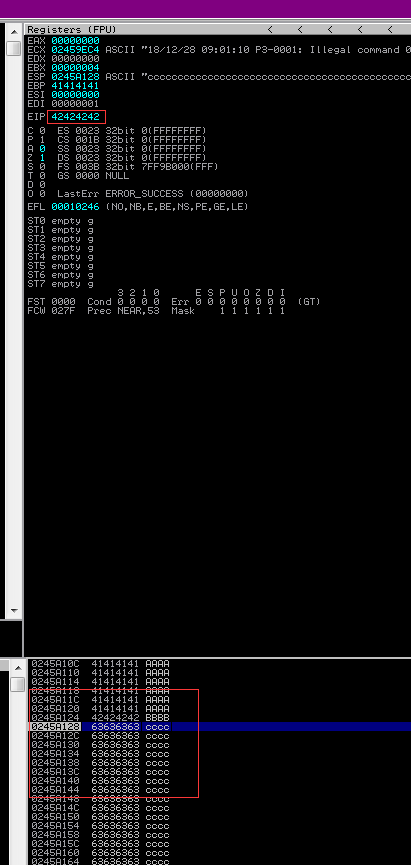 Registers (FPU) < < < < <
EAX 00000000
ECX 02459EC4 ASCII "18/12/28 09:01:10 P3-0001: Illegal command 0
EDX 00000000
EBX 00000004
ESP 0245A128 ASCII "cccccccccccccccccccccccccccccccccccccccccccc
EBP 41414141
ESI 00000000
EDI 00000001
EIP 42424242
C 0 ES 0023 32bit 0(FFFFFFFF)
P 1 CS 001B 32bit 0(FFFFFFFF)
A 0 SS 0023 32bit 0(FFFFFFFF)
Z 1 DS 0023 32bit 0(FFFFFFFF)
S 0 FS 003B 32bit 7FF9B000(FFF)
T 0 GS 0000 NULL
D 0
O 0 LastErr ERROR_SUCCESS (00000000)
EFL 00010246 (NO,NB,E,BE,NS,PE,GE,LE)
ST0 empty g
ST1 empty g
ST2 empty g
ST3 empty g
ST4 empty g
ST5 empty g
ST6 empty g
ST7 empty g
3 2 1 0 E S P U O Z D I
FST 0000 Cond 0 0 0 0 Err 0 0 0 0 0 0 0 0 (GT)
FCW 027F Prec NEAR,53 Mask 1 1 1 1 1 1
0245A10C 41414141 AAAA
0245A110 41414141 AAAA
0245A114 41414141 AAAA
0245A118 41414141 AAAA
0245A11C 41414141 AAAA
0245A120 41414141 AAAA
0245A124 42424242 BBBB
0245A128 63636363 cccc
0245A12C 63636363 cccc
0245A130 63636363 cccc
0245A134 63636363 cccc
0245A138 63636363 cccc
0245A13C 63636363 cccc
0245A140 63636363 cccc
0245A144 63636363 cccc
0245A148 63636363 cccc
0245A14C 63636363 cccc
0245A150 63636363 cccc
0245A154 63636363 cccc
0245A158 63636363 cccc
0245A15C 63636363 cccc
0245A160 63636363 cccc
0245A164 63636363 cccc